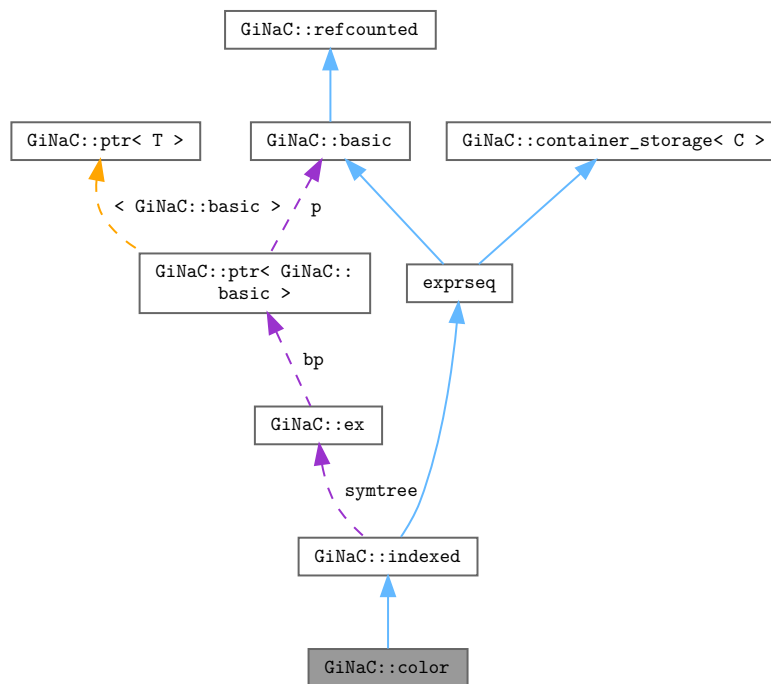 GiNaC::refcounted
GiNaC::ptr< T >
GiNaC::basic
GiNaC::container_storage< C >
< GiNaC::basic >
p
GiNaC::ptr< GiNaC::
basic >
exprseq
bp
GiNaC::ex
symtree
GiNaC::indexed
GiNaC::color